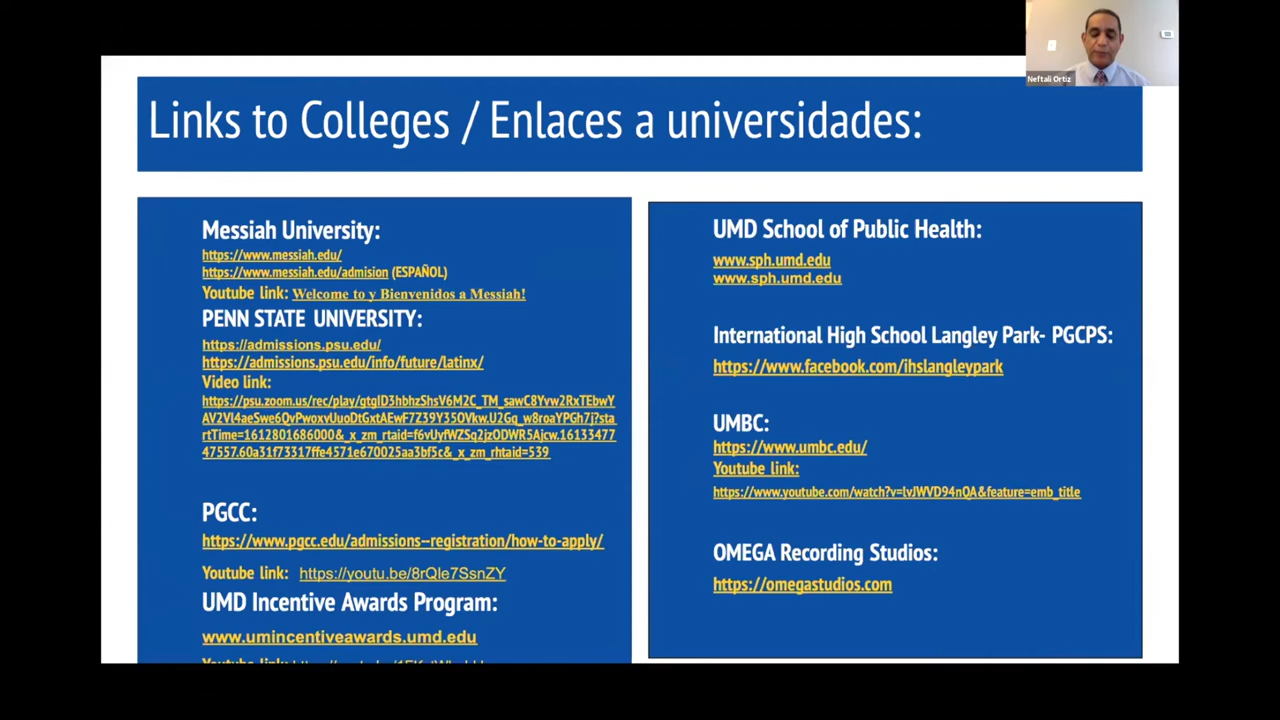 Neftali Ortiz
Links to Colleges / Enlaces a universidades:
Messiah University:
https://www.messiah.edu/
https://www.messiah.edu/admision (ESPAÑOL)
Youtube link: Welcome to y Bienvenidos a Messiah!
PENN STATE UNIVERSITY:
https://admissions.psu.edu/
https://admissions.psu.edu/info/future/latinx/
Video link:
https://psu.zoom.us/rec/play/gtgID3hbhzShsV6M2C_TM_sawC8Yvw2RxTEbwY
AV2Vl4aeSwe6QvPwoxvUuoDtGxtAEwF7Z39Y35OVkw.U2Gq_w8roaYPGh7j?sta
rtTime=1612801686000&_x_zm_rtaid=f6vUyfWZSq2jzODWR5Ajcw.16133477
47557.60a31f73317ffe4571e670025aa3bf5c&_x_zm_rhtaid=539
PGCC:
https://www.pgcc.edu/admissions--registration/how-to-apply/
Youtube link: https://youtu.be/8rQle7SsnZY
UMD Incentive Awards Program:
www.umincentiveawards.umd.edu
Youtube link:
UMD School of Public Health:
www.sph.umd.edu
www.sph.umd.edu
International High School Langley Park- PGCPS:
https://www.facebook.com/ihslangleypark
UMBC:
https://www.umbc.edu/
Youtube link:
https://www.youtube.com/watch?v=lvJWVD94nQA&feature=emb_title
OMEGA Recording Studios:
https://omegastudios.com